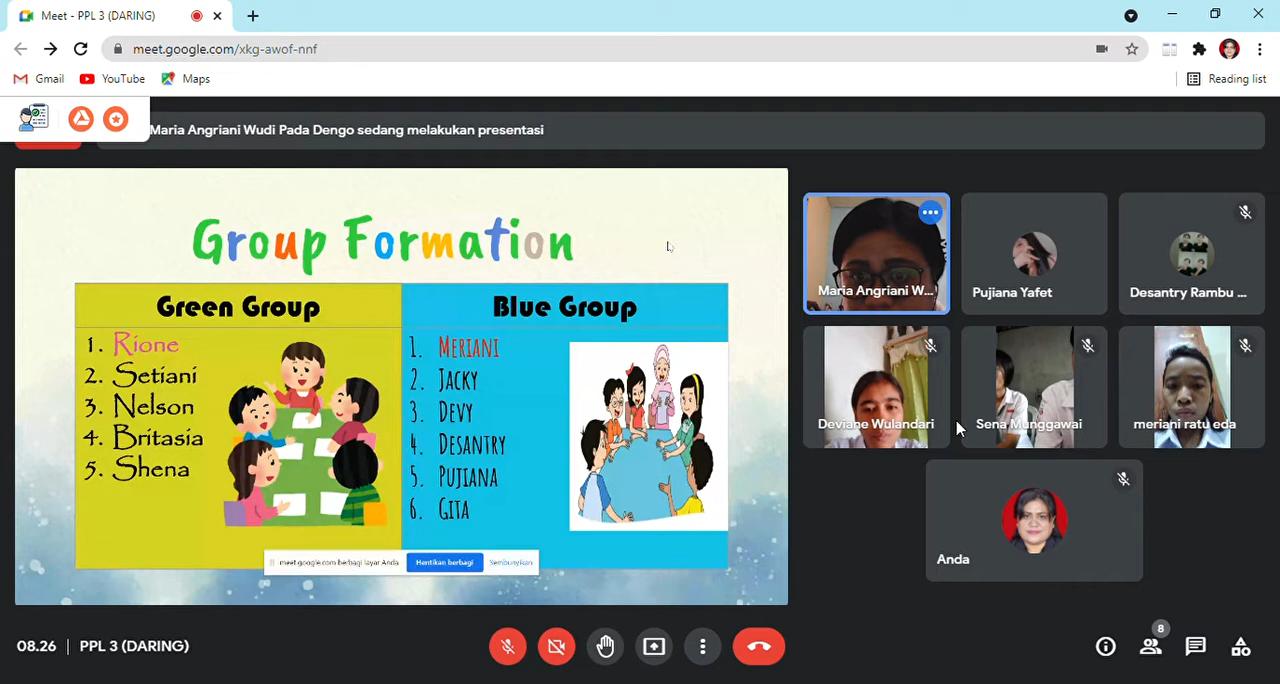 Meet - PPL 3 (DARING)
meet.google.com/xkg-awof-nnf
Gmail YouTube Maps Reading list
Maria Angriani Wudi Pada Dengo sedang melakukan presentasi
Group Formation
Green Group
1. Rione
2. Setiani
3. Nelson
4. Britasia
5. Shena
Blue Group
1. MERIANI
2. JACKY
3. DEVY
4. DESANTRY
5. PUJIANA
6. GITA
meet.google.com berbagi layar Anda Hentikan berbagi Sembunyikan
Maria Angriani W...
Pujiana Yafet
Desantry Rambu ...
Deviane Wulandari
Sena Munggawai
meriani ratu eda
Anda
08.26 | PPL 3 (DARING)
8